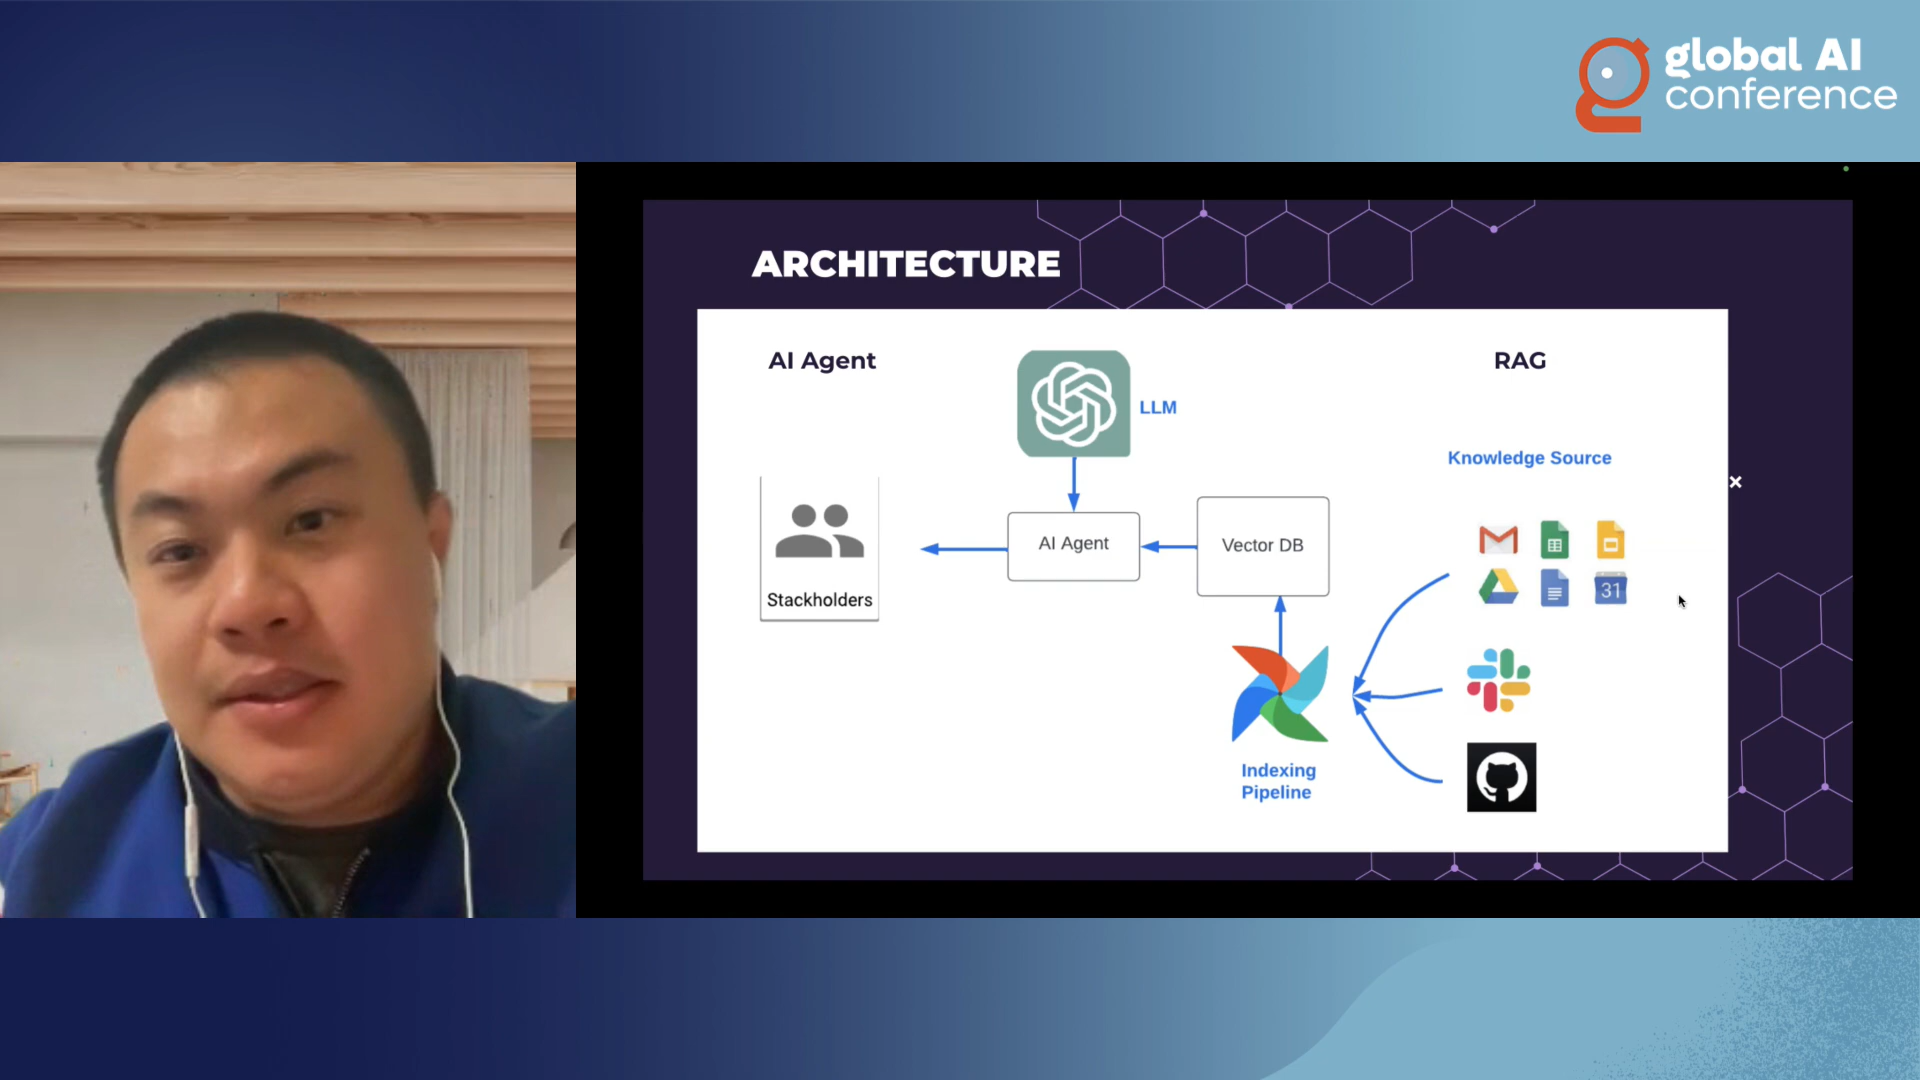 global AI
conference
ARCHITECTURE
AI Agent
RAG
LLM
Knowledge Source
Stackholders
AI Agent
Vector DB
31
Indexing
Pipeline